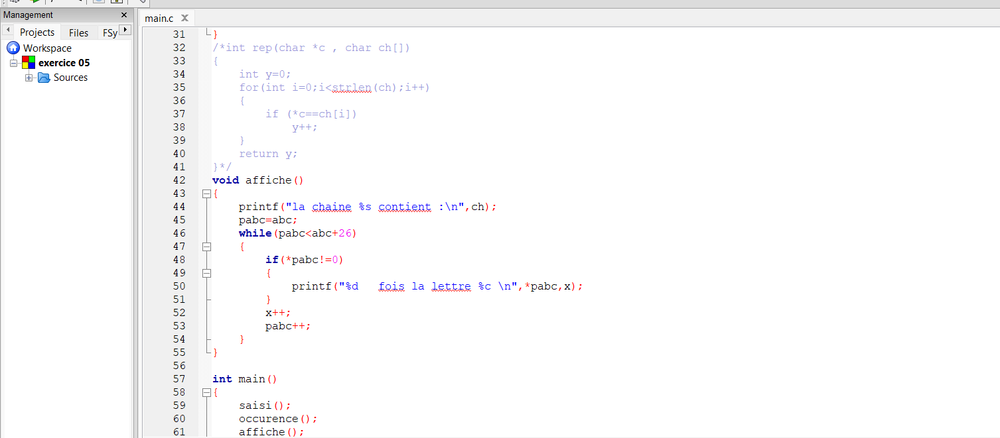 Management
main.c
Projects Files FSy
Workspace
exercice 05
Sources
31 }
32 /*int rep(char *c , char ch[])
33 {
34     int y=0;
35     for(int i=0;i<strlen(ch);i++)
36     {
37         if (*c==ch[i])
38             y++;
39     }
40     return y;
41 }*/
42 void affiche()
43 {
44     printf("la chaine %s contient :\n",ch);
45     pabc=abc;
46     while(pabc<abc+26)
47     {
48         if(*pabc!=0)
49         {
50             printf("%d   fois la lettre %c \n",*pabc,x);
51         }
52         x++;
53         pabc++;
54     }
55 }
56
57 int main()
58 {
59     saisi();
60     occurence();
61     affiche();